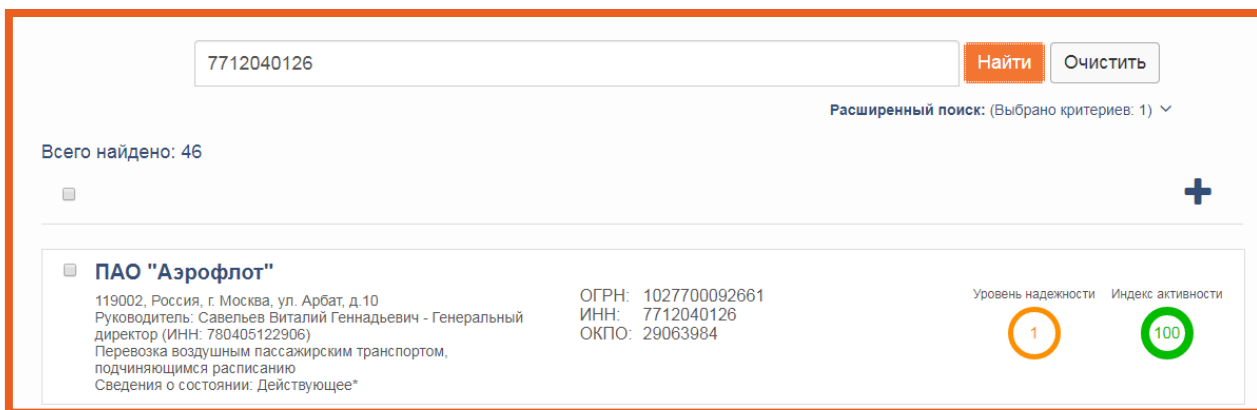 7712040126
Найти
Очистить
Расширенный поиск: (Выбрано критериев: 1)
Всего найдено: 46
ПАО "Аэрофлот"
119002, Россия, г. Москва, ул. Арбат, д.10
Руководитель: Савельев Виталий Геннадьевич - Генеральный
директор (ИНН: 780405122906)
Перевозка воздушным пассажирским транспортом,
подчиняющимся расписанию
Сведения о состоянии: Действующее*
ОГРН: 1027700092661
ИНН: 7712040126
ОКПО: 29063984
Уровень надежности
1
Индекс активности
100